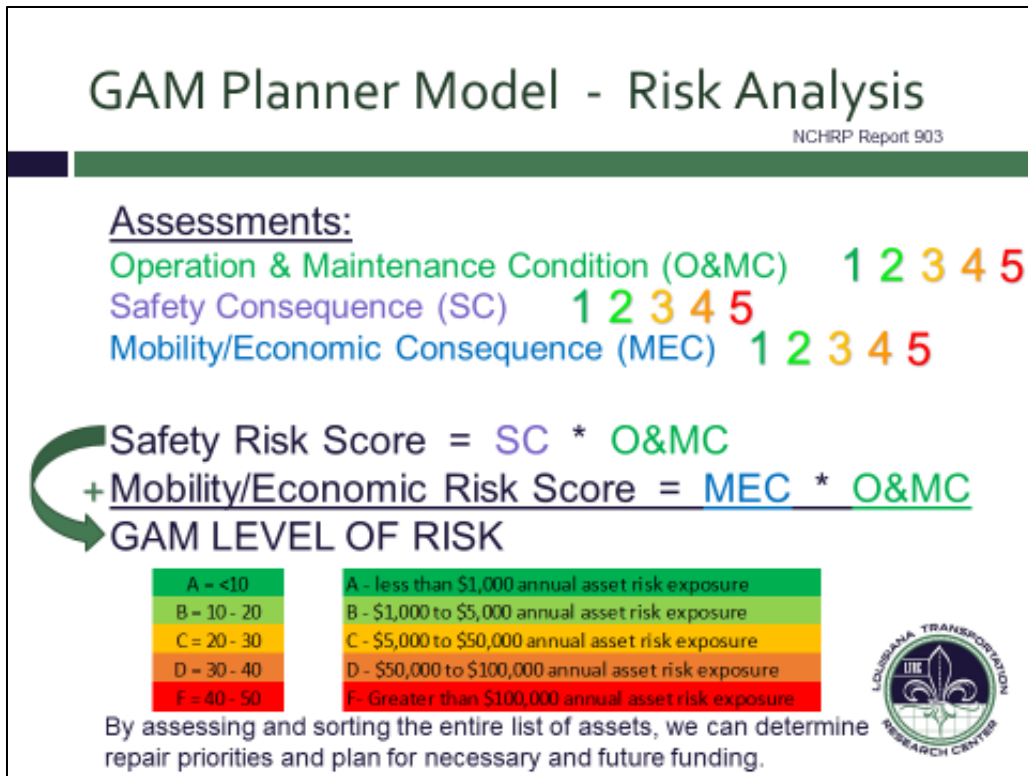 GAM Planner Model - Risk Analysis
NCHRP Report 903
Assessments:
Operation & Maintenance Condition (O&MC) 1 2 3 4 5
Safety Consequence (SC) 1 2 3 4 5
Mobility/Economic Consequence (MEC) 1 2 3 4 5
Safety Risk Score = SC * O&MC
+ Mobility/Economic Risk Score = MEC * O&MC
GAM LEVEL OF RISK
A = <10 A - less than $1,000 annual asset risk exposure
B = 10 - 20 B - $1,000 to $5,000 annual asset risk exposure
C = 20 - 30 C - $5,000 to $50,000 annual asset risk exposure
D = 30 - 40 D - $50,000 to $100,000 annual asset risk exposure
F = 40 - 50 F- Greater than $100,000 annual asset risk exposure
By assessing and sorting the entire list of assets, we can determine
repair priorities and plan for necessary and future funding.
LOUISIANA TRANSPORTATION
LTRC
RESEARCH CENTER